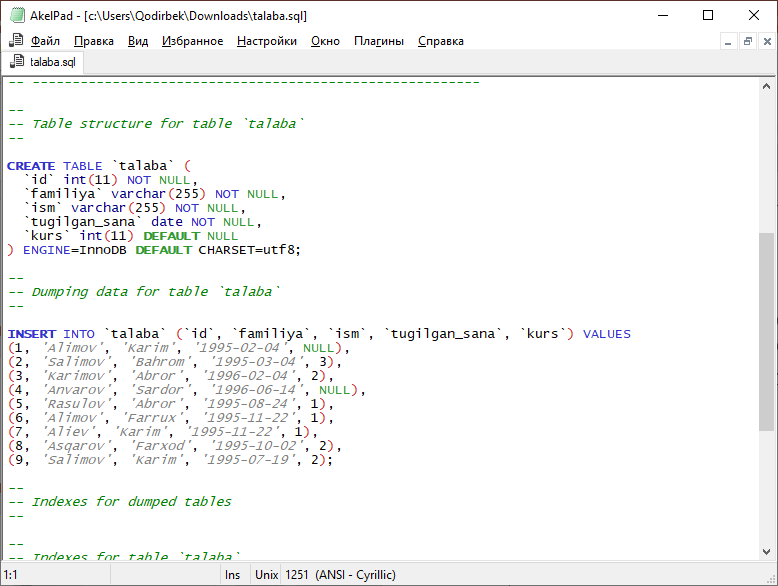 AkelPad - [c:\Users\Qodirbek\Downloads\talaba.sql]
Файл Правка Вид Избранное Настройки Окно Плагины Справка
talaba.sql
-- --------------------------------------------------------
--
-- Table structure for table `talaba`
--
CREATE TABLE `talaba` (
  `id` int(11) NOT NULL,
  `familiya` varchar(255) NOT NULL,
  `ism` varchar(255) NOT NULL,
  `tugilgan_sana` date NOT NULL,
  `kurs` int(11) DEFAULT NULL
) ENGINE=InnoDB DEFAULT CHARSET=utf8;
--
-- Dumping data for table `talaba`
--
INSERT INTO `talaba` (`id`, `familiya`, `ism`, `tugilgan_sana`, `kurs`) VALUES
(1, 'Alimov', 'Karim', '1995-02-04', NULL),
(2, 'Salimov', 'Bahrom', '1995-03-04', 3),
(3, 'Karimov', 'Abror', '1996-02-04', 2),
(4, 'Anvarov', 'Sardor', '1996-06-14', NULL),
(5, 'Rasulov', 'Abror', '1995-08-24', 1),
(6, 'Alimov', 'Farrux', '1995-11-22', 1),
(7, 'Aliev', 'Karim', '1995-11-22', 1),
(8, 'Asqarov', 'Farxod', '1995-10-02', 2),
(9, 'Salimov', 'Karim', '1995-07-19', 2);
--
-- Indexes for dumped tables
--
--
-- Indexes for table `talaba`
1:1 Ins Unix 1251 (ANSI - Cyrillic)